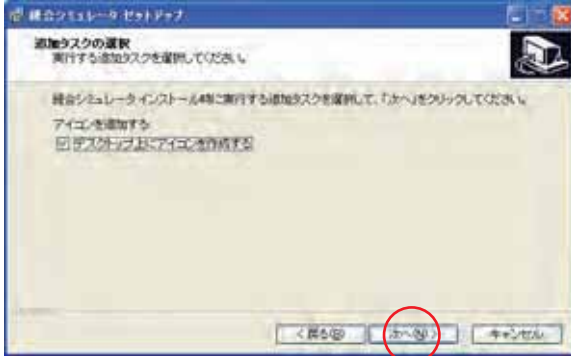 統合シミュレータ セットアップ
追加タスクの選択
実行する追加タスクを選択してください。
統合シミュレータ インストール時に実行する追加タスクを選択して、「次へ」をクリックしてください。
アイコンを追加する
デスクトップ上にアイコンを作成する
< 戻る(B)
次へ(N) >
キャンセル